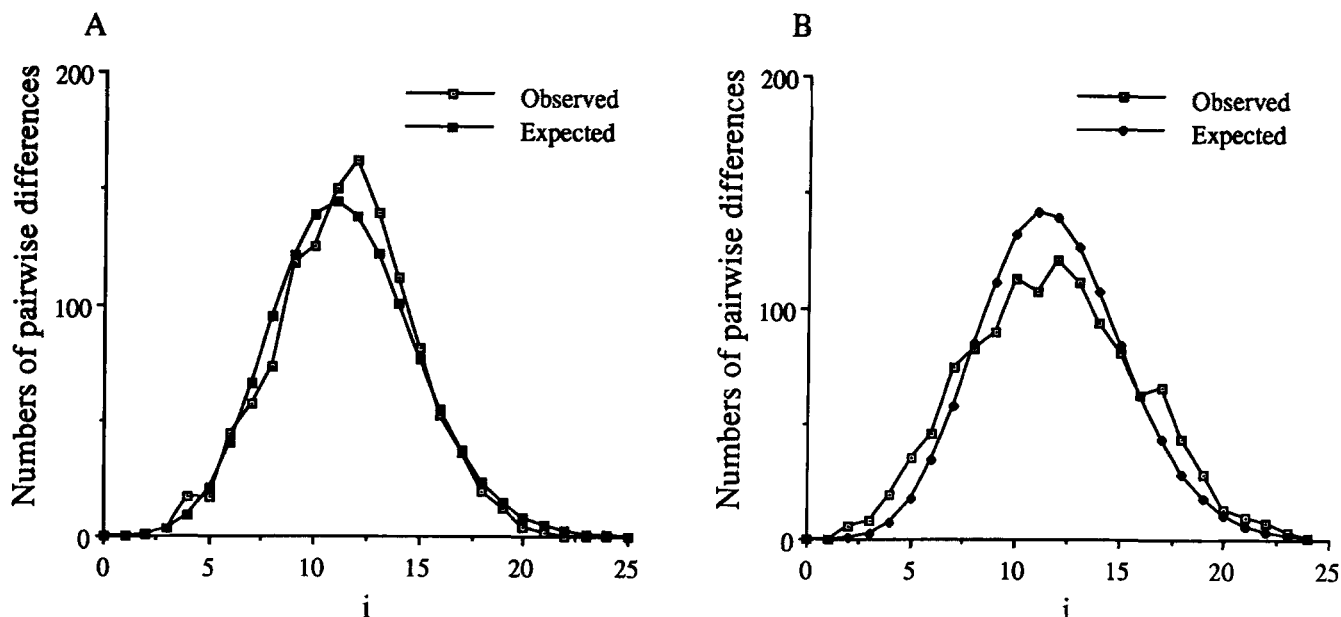 A
Numbers of pairwise differences
200
100
0
Observed
Expected
0 5 10 15 20 25
i
B
Numbers of pairwise differences
200
100
0
Observed
Expected
0 5 10 15 20 25
i